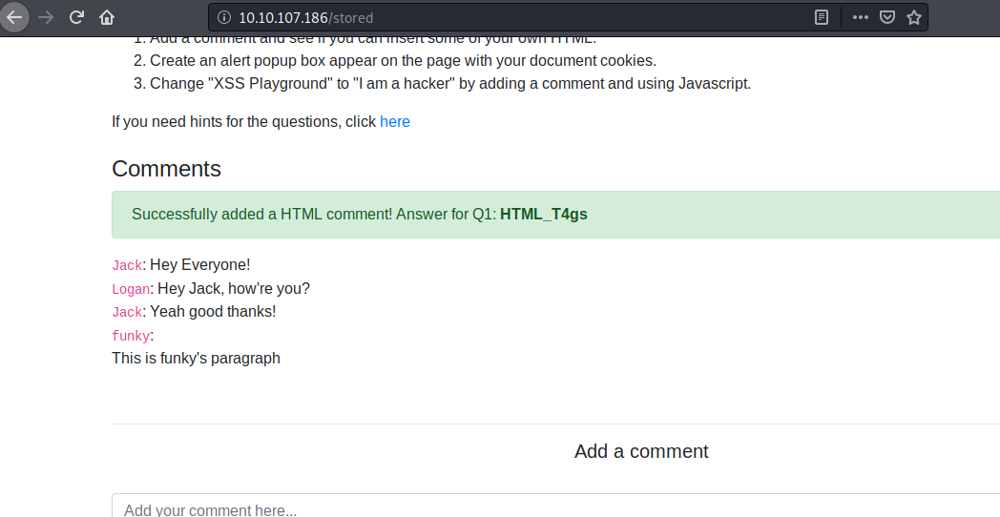 10.10.107.186/stored
1. Add a comment and see if you can insert some of your own HTML.
2. Create an alert popup box appear on the page with your document cookies.
3. Change "XSS Playground" to "I am a hacker" by adding a comment and using Javascript.
If you need hints for the questions, click here
Comments
Successfully added a HTML comment! Answer for Q1: HTML_T4gs
Jack: Hey Everyone!
Logan: Hey Jack, how're you?
Jack: Yeah good thanks!
funky:
This is funky's paragraph
Add a comment
Add your comment here...